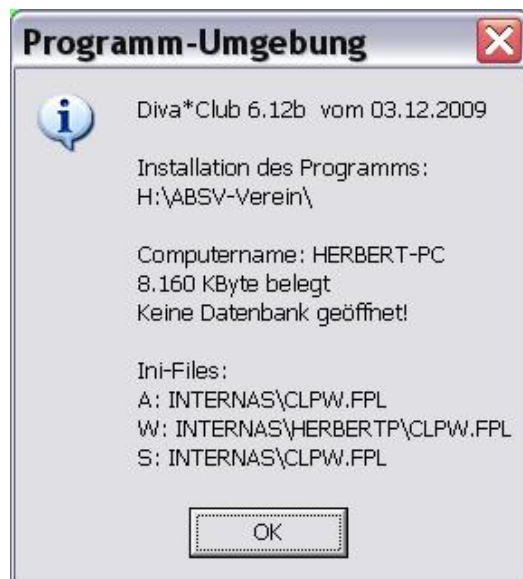 Programm-Umgebung
Diva*Club 6.12b vom 03.12.2009
Installation des Programms:
H:\ABSV-Verein\
Computername: HERBERT-PC
8.160 KByte belegt
Keine Datenbank geöffnet!
Ini-Files:
A: INTERNAS\CLPW.FPL
W: INTERNAS\HERBERTP\CLPW.FPL
S: INTERNAS\CLPW.FPL
OK